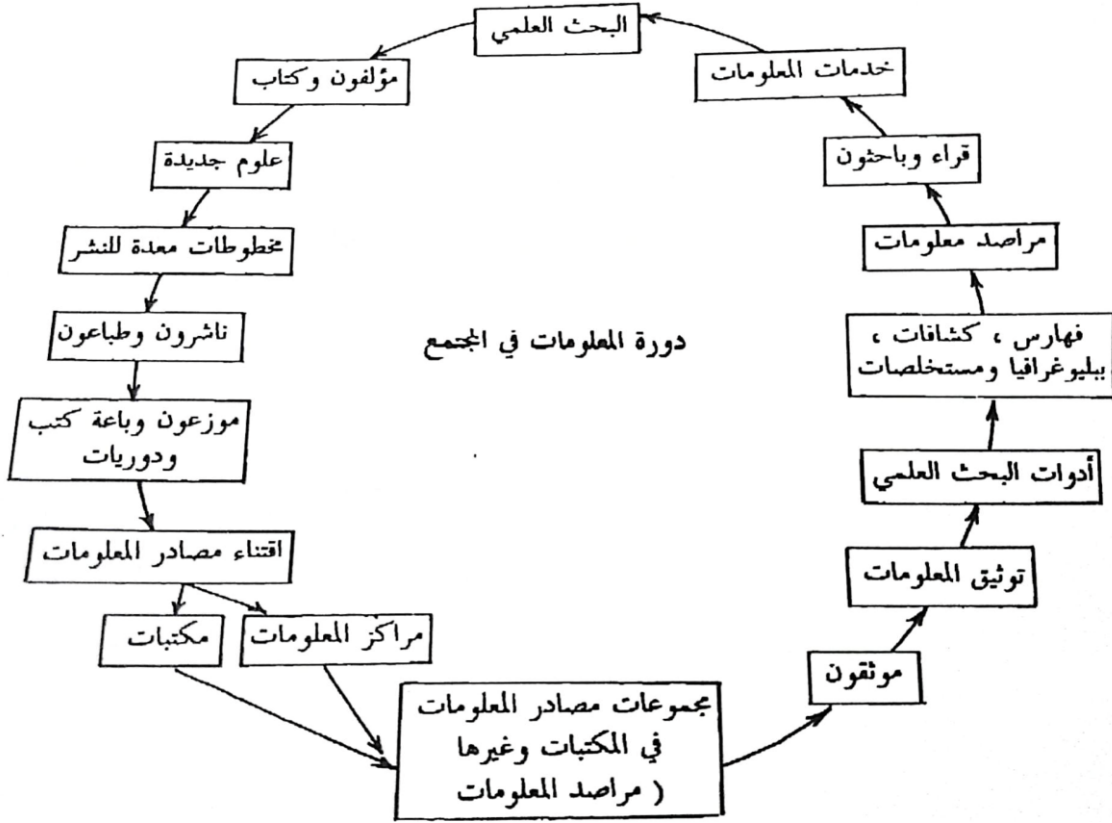 البحث العلمي
مؤلفون وكتاب
علوم جديدة
مخطوطات معدة للنشر
ناشرون وطباعون
موزعون وباعة كتب
ودوريات
اقتناء مصادر المعلومات
مكتبات
مراكز المعلومات
مجموعات مصادر المعلومات
في المكتبات وغيرها
( مراصد المعلومات
موثقون
توثيق المعلومات
أدوات البحث العلمي
فهارس ، كشافات ،
ببليوغرافيا ومستخلصات
مراصد معلومات
قراء وباحثون
خدمات المعلومات
دورة المعلومات في المجتمع